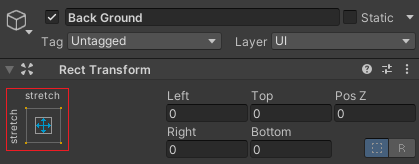 Back Ground
Static
Tag Untagged Layer UI
Rect Transform
stretch
stretch
Left Top Pos Z
0 0 0
Right Bottom
0 0
R